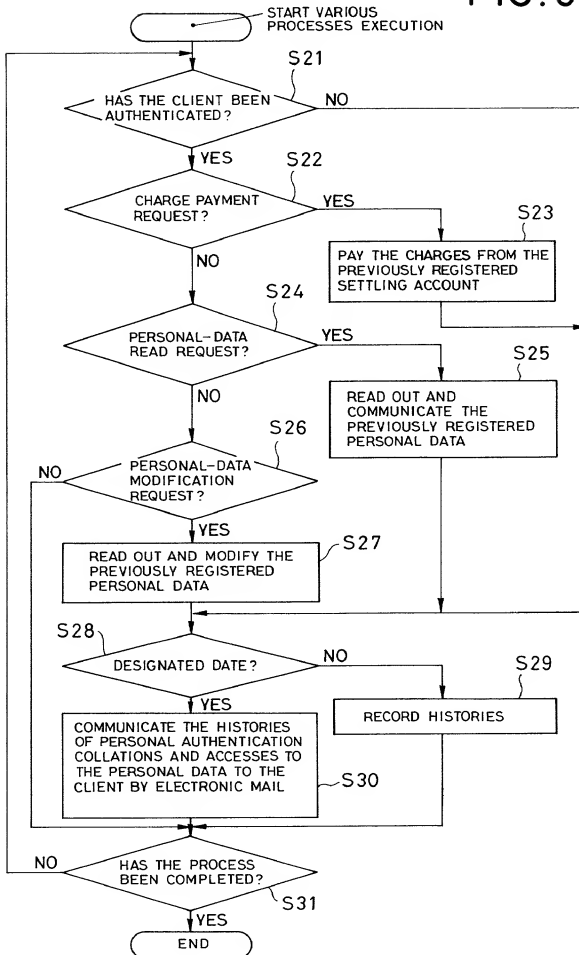 FIG.
START VARIOUS
PROCESSES EXECUTION
S21
HAS THE CLIENT BEEN
AUTHENTICATED?
NO
YES
S22
CHARGE PAYMENT
REQUEST?
YES
S23
NO
PAY THE CHARGES FROM THE
PREVIOUSLY REGISTERED
SETTLING ACCOUNT
S24
PERSONAL-DATA
READ REQUEST?
YES
S25
NO
READ OUT AND
COMMUNICATE THE
PREVIOUSLY REGISTERED
PERSONAL DATA
S26
NO
PERSONAL-DATA
MODIFICATION
REQUEST?
YES
S27
READ OUT AND MODIFY THE
PREVIOUSLY REGISTERED
PERSONAL DATA
S28
DESIGNATED DATE?
NO
S29
YES
RECORD HISTORIES
COMMUNICATE THE HISTORIES
OF PERSONAL AUTHENTICATION
COLLATIONS AND ACCESSES TO
THE PERSONAL DATA TO THE
CLIENT BY ELECTRONIC MAIL
S30
NO
HAS THE PROCESS
BEEN COMPLETED?
S31
YES
END